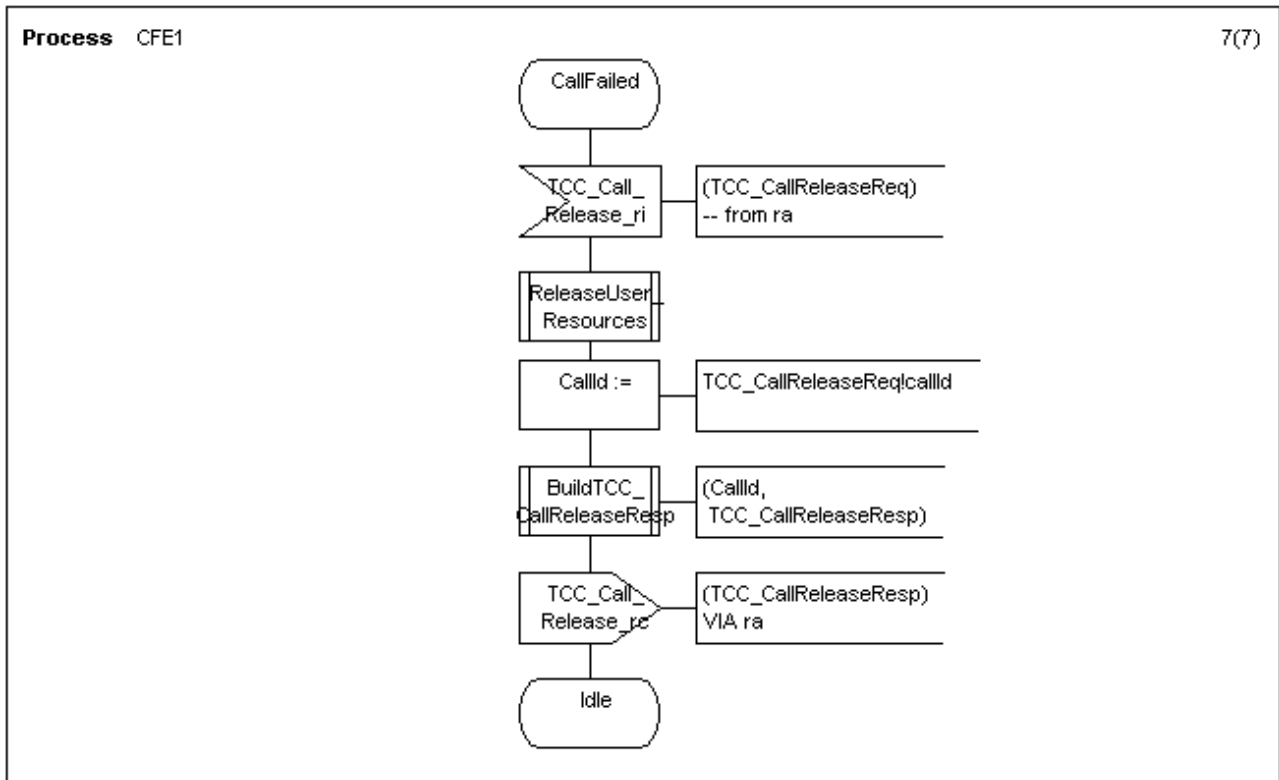 Process CFE1
7(7)
CallFailed
TCC_Call_
Release_ri
(TCC_CallReleaseReq)
-- from ra
ReleaseUser
Resources
CallId :=
TCC_CallReleaseReq!callId
BuildTCC_
CallReleaseResp
(CallId,
TCC_CallReleaseResp)
TCC_Call_
Release_rc
(TCC_CallReleaseResp)
VIA ra
Idle